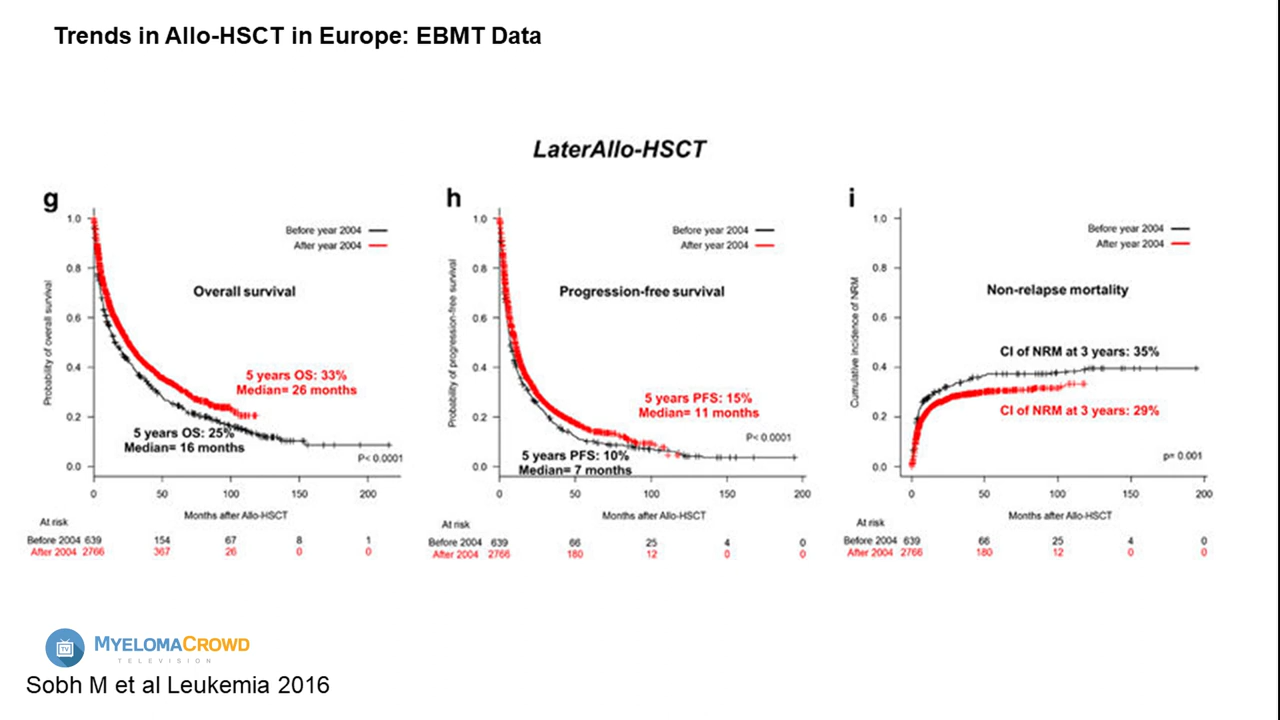 Trends in Allo-HSCT in Europe: EBMT Data
LaterAllo-HSCT
g
1.0
0.8
0.6
0.4
0.2
0.0
Probability of overall survival
Before year 2004
After year 2004
Overall survival
5 years OS: 33%
Median= 26 months
5 years OS: 25%
Median= 16 months
P< 0.0001
0 50 100 150 200
Months after Allo-HSCT
At risk
Before 2004 639 154 67 8 1
After 2004 2766 367 26 0 0
h
1.0
0.8
0.6
0.4
0.2
0.0
Probability of progression-free survival
Before year 2004
After year 2004
Progression-free survival
5 years PFS: 15%
Median= 11 months
P< 0.0001
5 years PFS: 10%
Median= 7 months
0 50 100 150 200
Months after Allo-HSCT
At risk
Before 2004 639 66 25 4 0
After 2004 2766 180 12 0 0
i
1.0
0.8
0.6
0.4
0.2
0.0
Cumulative incidence of NRM
Before year 2004
After year 2004
Non-relapse mortality
CI of NRM at 3 years: 35%
CI of NRM at 3 years: 29%
p= 0.001
0 50 100 150 200
Months after Allo-HSCT
At risk
Before 2004 639 66 25 4 0
After 2004 2766 180 12 0 0
TV
MYELOMACROWD
TELEVISION
Sobh M et al Leukemia 2016